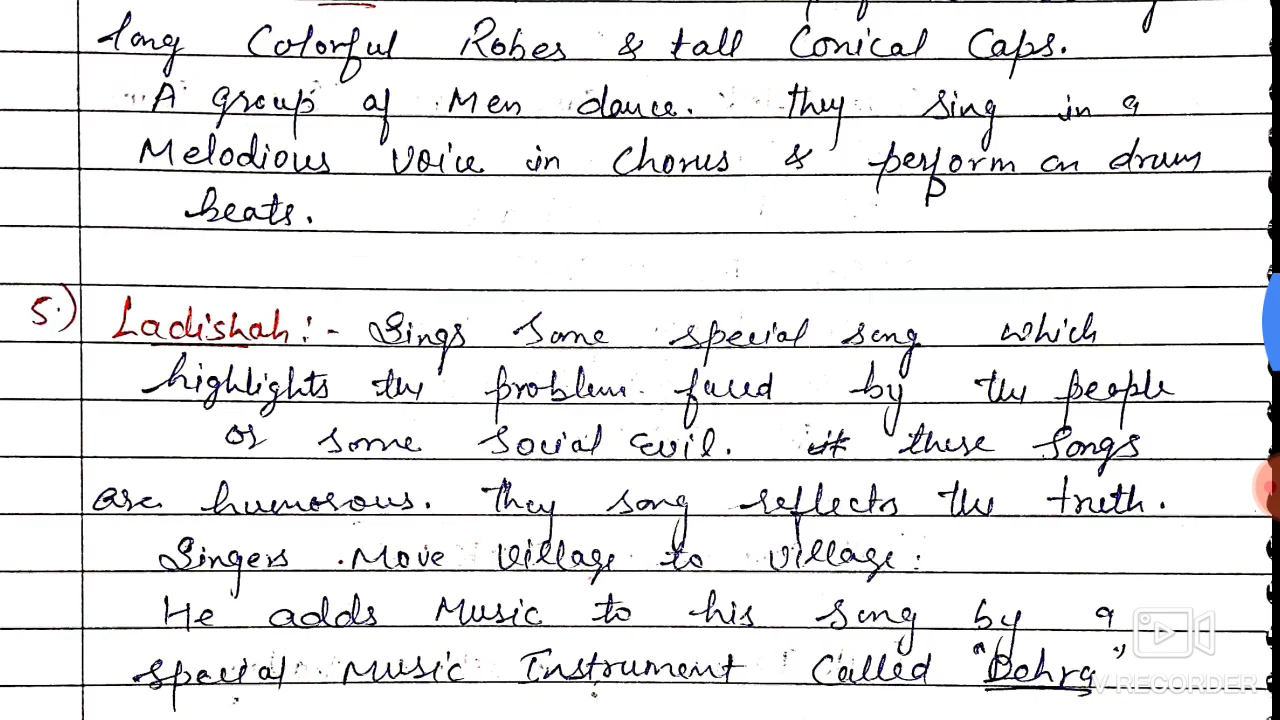 long Colorful Robes & tall Conical Caps.
A group of Men dance. they sing in a
Melodious voice in Chorus & perform on drum
beats.
5.) Ladishah:- Sings some special song which
highlights the problem faced by the people
or some social evil. it these songs
are humorous. They song reflects the truth.
Singers Move village to village.
He adds Music to his song by a
special Music Instrument Called "Dehra"
V RECORDER